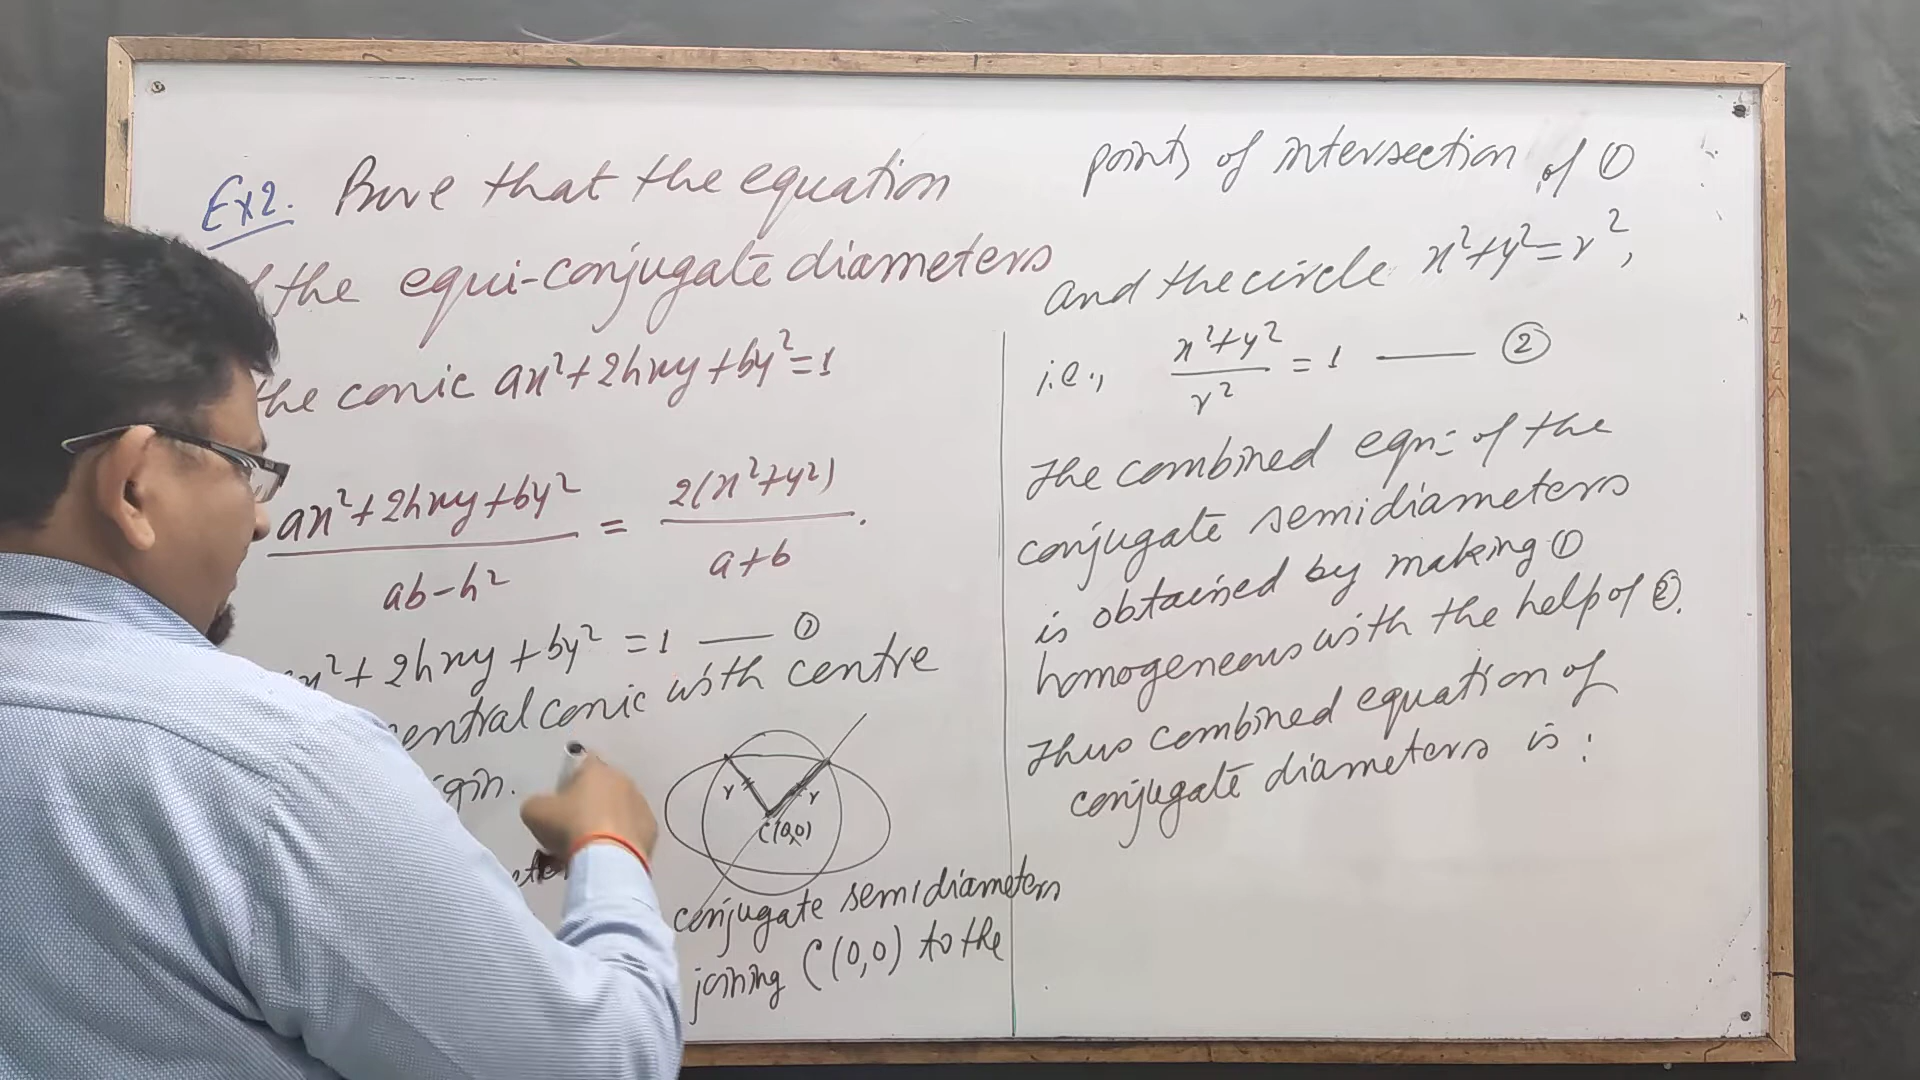 Ex2. Prove that the equation
the equi-conjugate diameters
the conic ax²+2hxy+by²=1
ax²+2hxy+by² / ab-h² = 2(x²+y²) / a+b .
x²+2hxy+by² =1 —— ①
central conic with centre
gin.
r r
C(0,0)
conjugate semidiameters
joining C(0,0) to the
points of intersection of ①
and the circle x²+y²=r²,
i.e., x²+y² / r² = 1 —— ②
The combined eqn: of the
conjugate semidiameters
is obtained by making ①
homogeneous with the help of ②.
Thus combined equation of
conjugate diameters is :